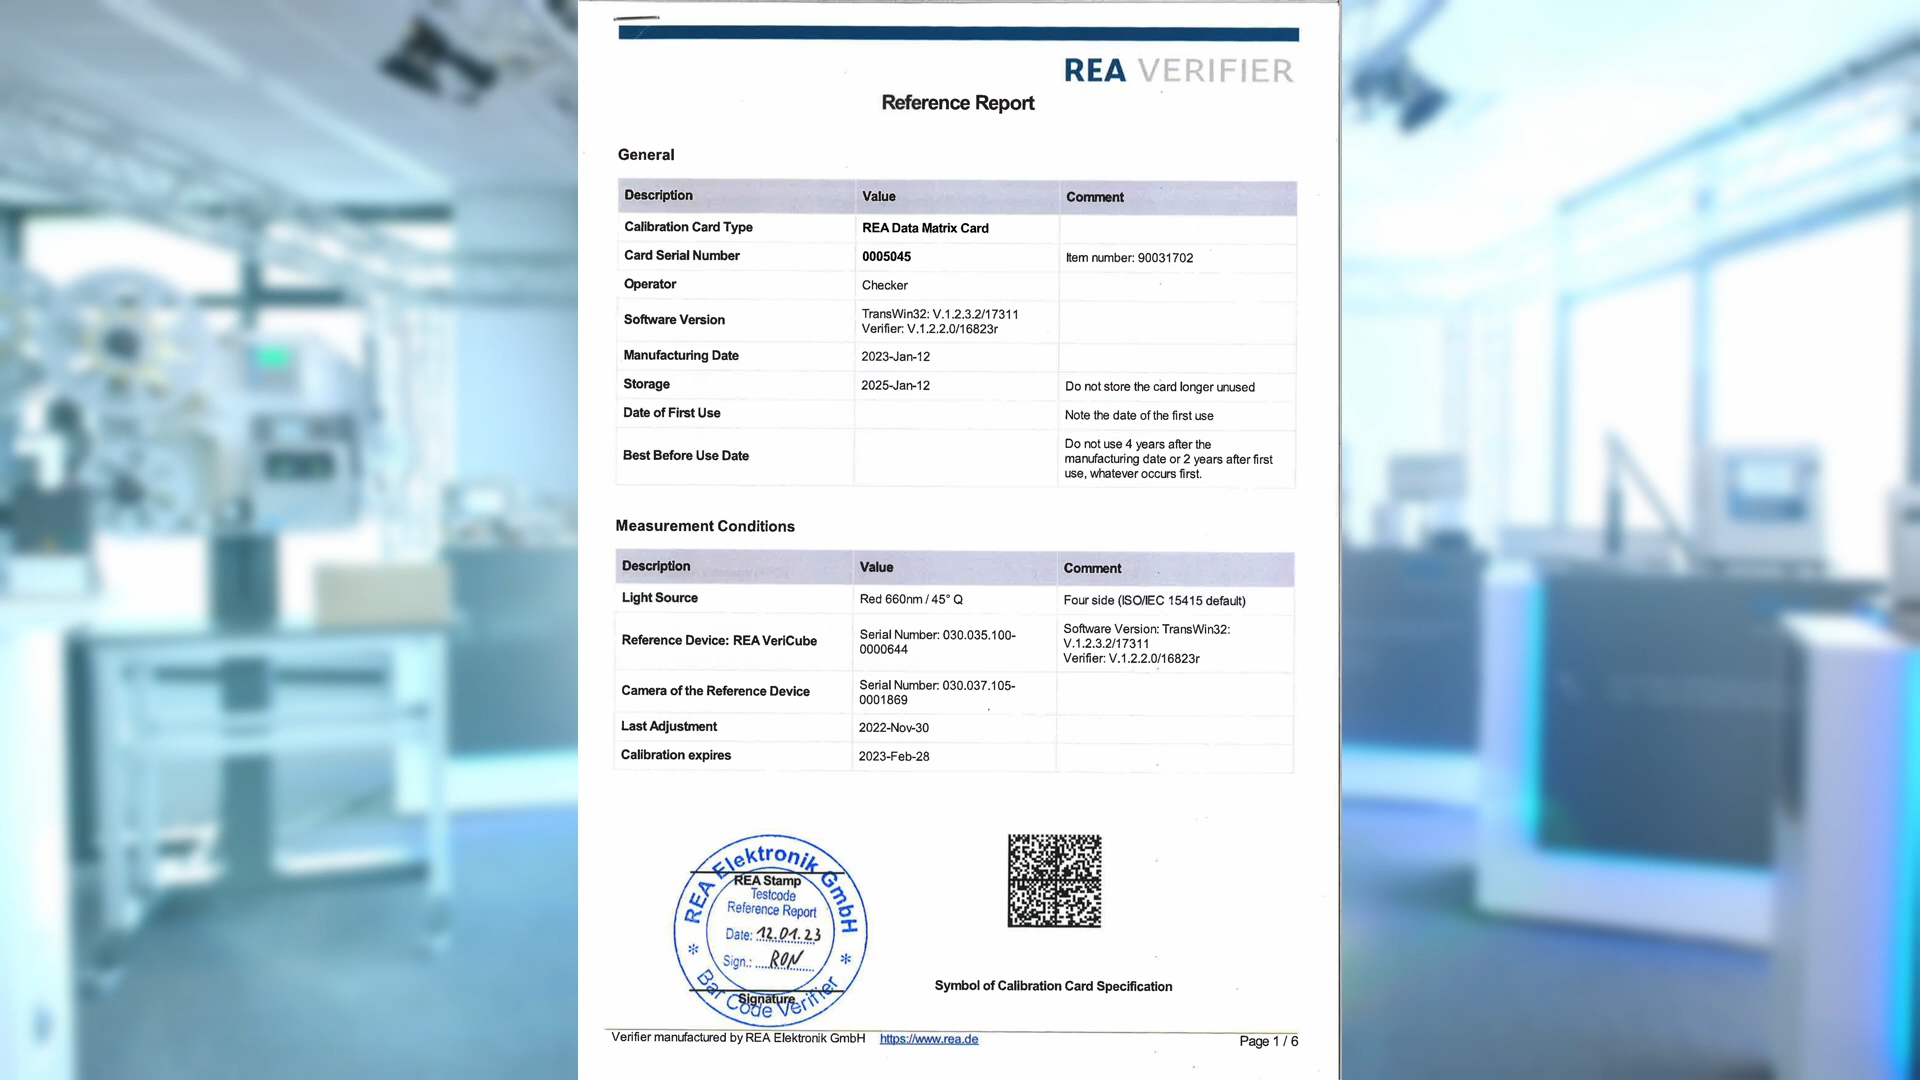 REA VERIFIER
Reference Report
General
Description Value Comment
Calibration Card Type REA Data Matrix Card
Card Serial Number 0005045 Item number: 90031702
Operator Checker
Software Version TransWin32: V.1.2.3.2/17311
Verifier: V.1.2.2.0/16823r
Manufacturing Date 2023-Jan-12
Storage 2025-Jan-12 Do not store the card longer unused
Date of First Use Note the date of the first use
Best Before Use Date Do not use 4 years after the
manufacturing date or 2 years after first
use, whatever occurs first.
Measurement Conditions
Description Value Comment
Light Source Red 660nm / 45° Q Four side (ISO/IEC 15415 default)
Reference Device: REA VeriCube Serial Number: 030.035.100-
0000644 Software Version: TransWin32:
V.1.2.3.2/17311
Verifier: V.1.2.2.0/16823r
Camera of the Reference Device Serial Number: 030.037.105-
0001869
Last Adjustment 2022-Nov-30
Calibration expires 2023-Feb-28
REA Elektronik GmbH
REA Stamp
Testcode
Reference Report
Date: 12.01.23
Sign.: RON
Signature
* Bar Code Verifier *
Symbol of Calibration Card Specification
Verifier manufactured by REA Elektronik GmbH https://www.rea.de Page 1 / 6